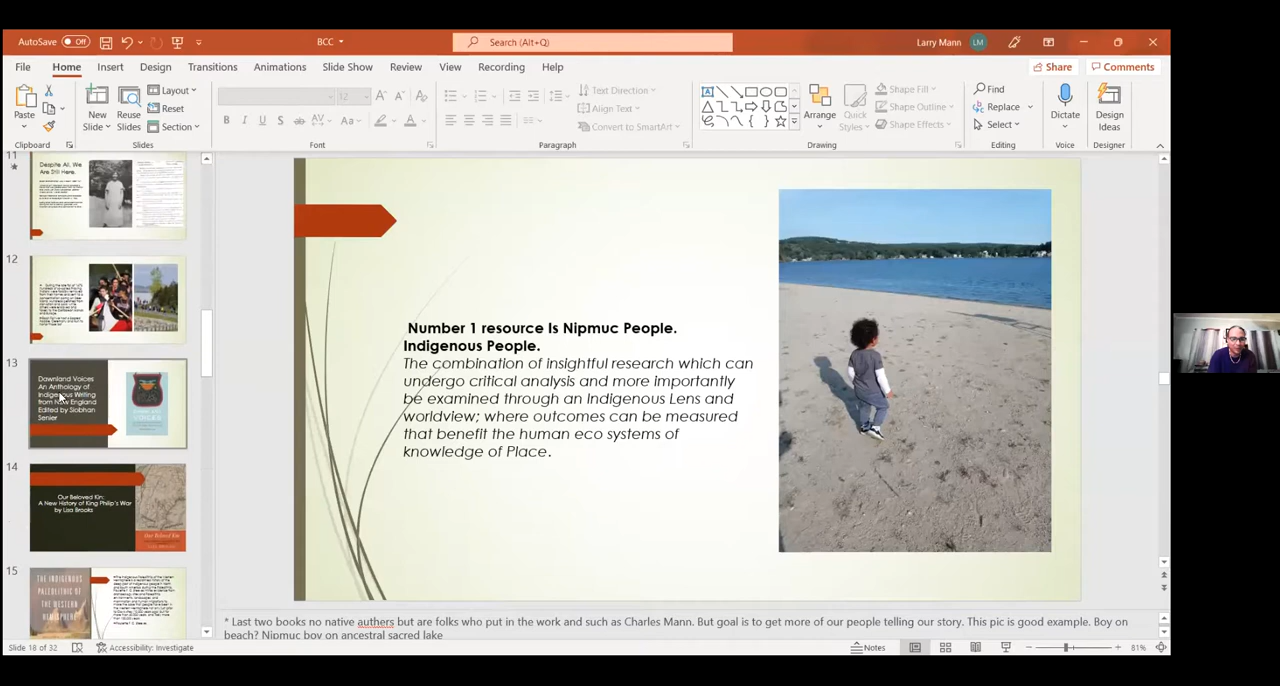 AutoSave Off
BCC
Search (Alt+Q)
Larry Mann LM
File Home Insert Design Transitions Animations Slide Show Review View Recording Help
Share Comments
Paste
New Slide
Reuse Slides
Layout
Reset
Section
12
Text Direction
Align Text
Convert to SmartArt
Arrange
Quick Styles
Shape Fill
Shape Outline
Shape Effects
Find
Replace
Select
Dictate
Design Ideas
Clipboard Slides Font Paragraph Drawing Editing Voice Designer
11
Despite All, We
Are Still Here.
12
13
Dawnland Voices
An Anthology of
Indigenous Writing
from New England
Edited by Siobhan
Senier
14
Our Beloved Kin:
A New History of King Philip's War
by Lisa Brooks
15
THE INDIGENOUS
PALEOLITHIC OF
THE WESTERN
HEMISPHERE
Number 1 resource Is Nipmuc People.
Indigenous People.
The combination of insightful research which can
undergo critical analysis and more importantly
be examined through an Indigenous Lens and
worldview; where outcomes can be measured
that benefit the human eco systems of
knowledge of Place.
* Last two books no native authers but are folks who put in the work and such as Charles Mann. But goal is to get more of our people telling our story. This pic is good example. Boy on
beach? Nipmuc boy on ancestral sacred lake
Slide 18 of 32
Accessibility: Investigate
Notes
81%